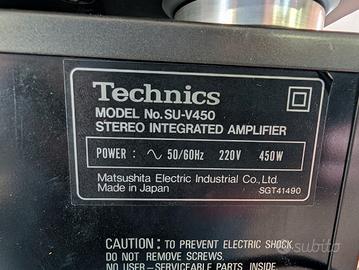 Technics
MODEL No. SU-V450
STEREO INTEGRATED AMPLIFIER
POWER : ∿ 50/60Hz 220V 450W
Matsushita Electric Industrial Co., Ltd.
Made in Japan
SGT41490
CAUTION: TO PREVENT ELECTRIC SHOCK,
DO NOT REMOVE SCREWS.
NO USER-SERVICEABLE PARTS INSIDE.
subito